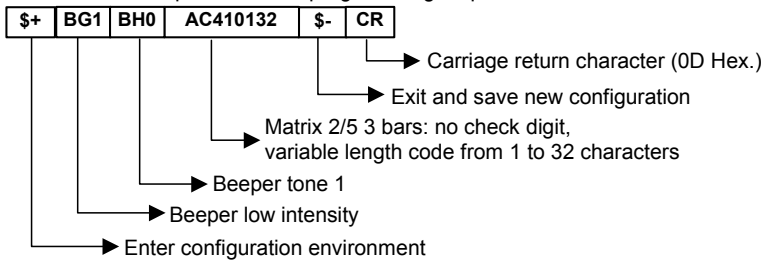 $+ BG1 BH0 AC410132 $- CR
Carriage return character (0D Hex.)
Exit and save new configuration
Matrix 2/5 3 bars: no check digit,
variable length code from 1 to 32 characters
Beeper tone 1
Beeper low intensity
Enter configuration environment